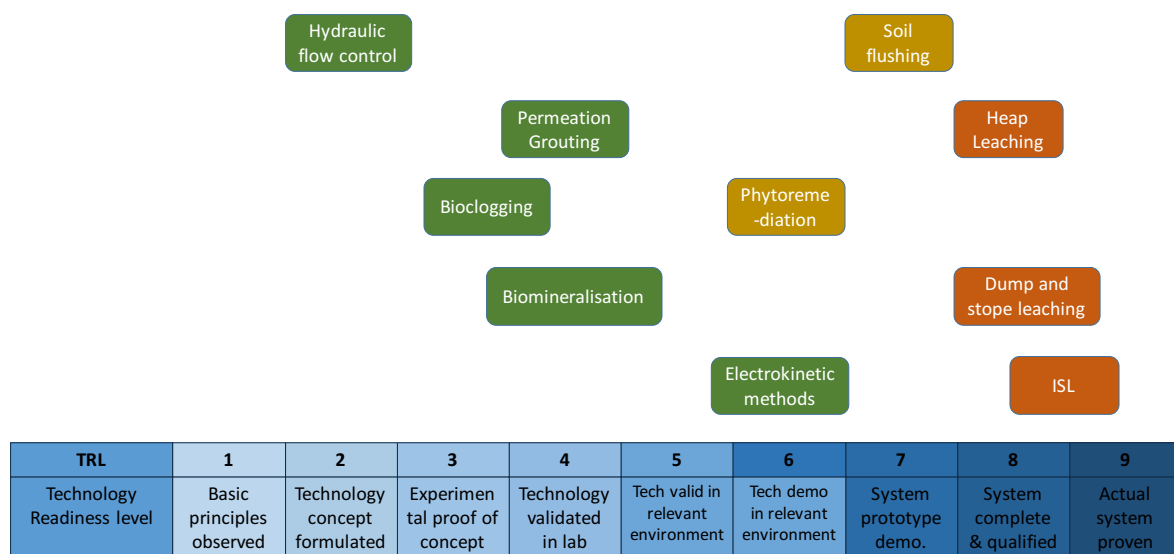 Hydraulic
flow control
Soil
flushing
Permeation
Grouting
Heap
Leaching
Bioclogging
Phytoreme
-diation
Biomineralisation
Dump and
stope leaching
Electrokinetic
methods
ISL
TRL 1 2 3 4 5 6 7 8 9
Technology
Readiness level
Basic
principles
observed
Technology
concept
formulated
Experimen
tal proof of
concept
Technology
validated
in lab
Tech valid in
relevant
environment
Tech demo
in relevant
environment
System
prototype
demo.
System
complete
& qualified
Actual
system
proven